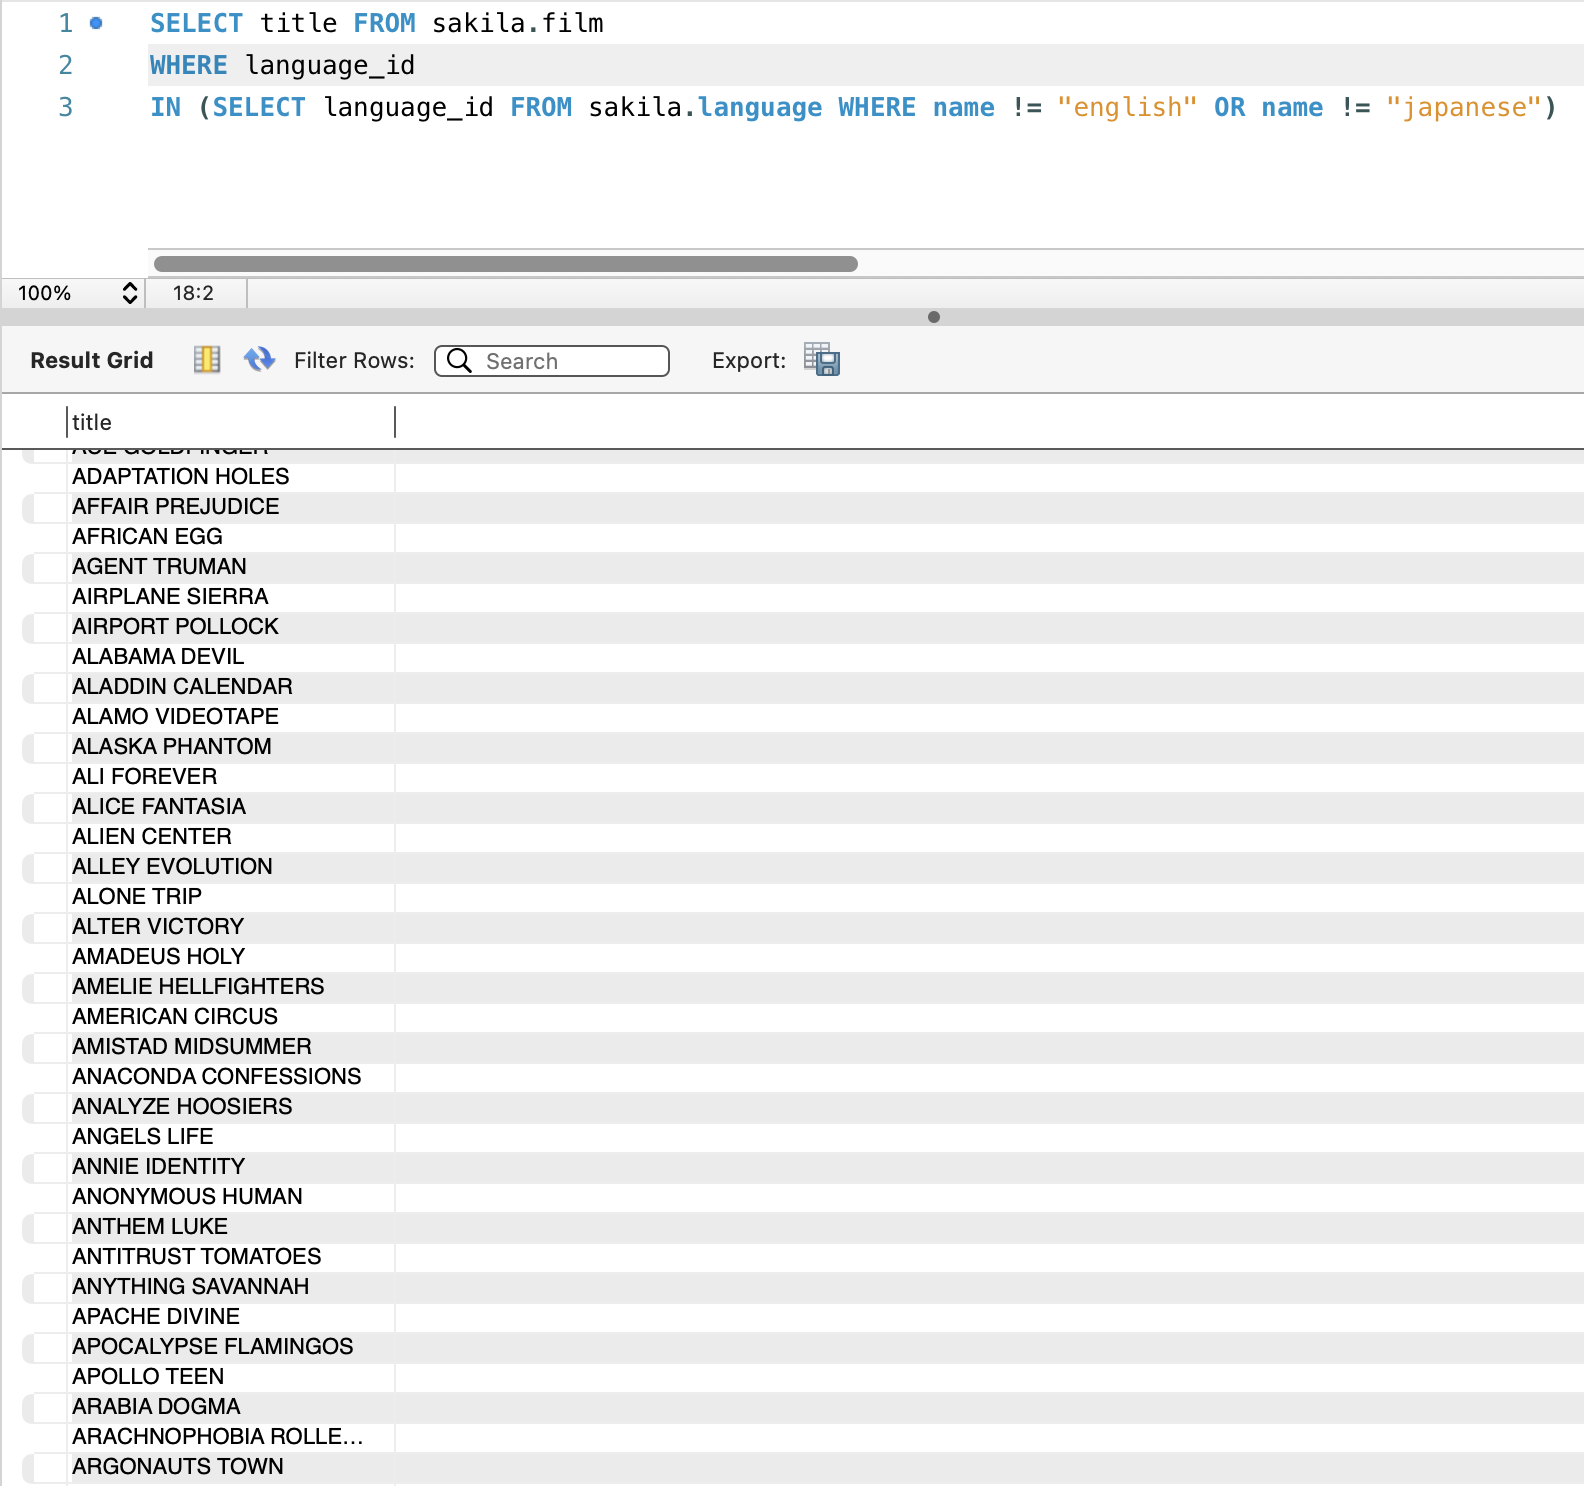 1 SELECT title FROM sakila.film
2 WHERE language_id
3 IN (SELECT language_id FROM sakila.language WHERE name != "english" OR name != "japanese")
100% 18:2
Result Grid Filter Rows: Search Export:
title
ACE GOLDFINGER
ADAPTATION HOLES
AFFAIR PREJUDICE
AFRICAN EGG
AGENT TRUMAN
AIRPLANE SIERRA
AIRPORT POLLOCK
ALABAMA DEVIL
ALADDIN CALENDAR
ALAMO VIDEOTAPE
ALASKA PHANTOM
ALI FOREVER
ALICE FANTASIA
ALIEN CENTER
ALLEY EVOLUTION
ALONE TRIP
ALTER VICTORY
AMADEUS HOLY
AMELIE HELLFIGHTERS
AMERICAN CIRCUS
AMISTAD MIDSUMMER
ANACONDA CONFESSIONS
ANALYZE HOOSIERS
ANGELS LIFE
ANNIE IDENTITY
ANONYMOUS HUMAN
ANTHEM LUKE
ANTITRUST TOMATOES
ANYTHING SAVANNAH
APACHE DIVINE
APOCALYPSE FLAMINGOS
APOLLO TEEN
ARABIA DOGMA
ARACHNOPHOBIA ROLLE...
ARGONAUTS TOWN